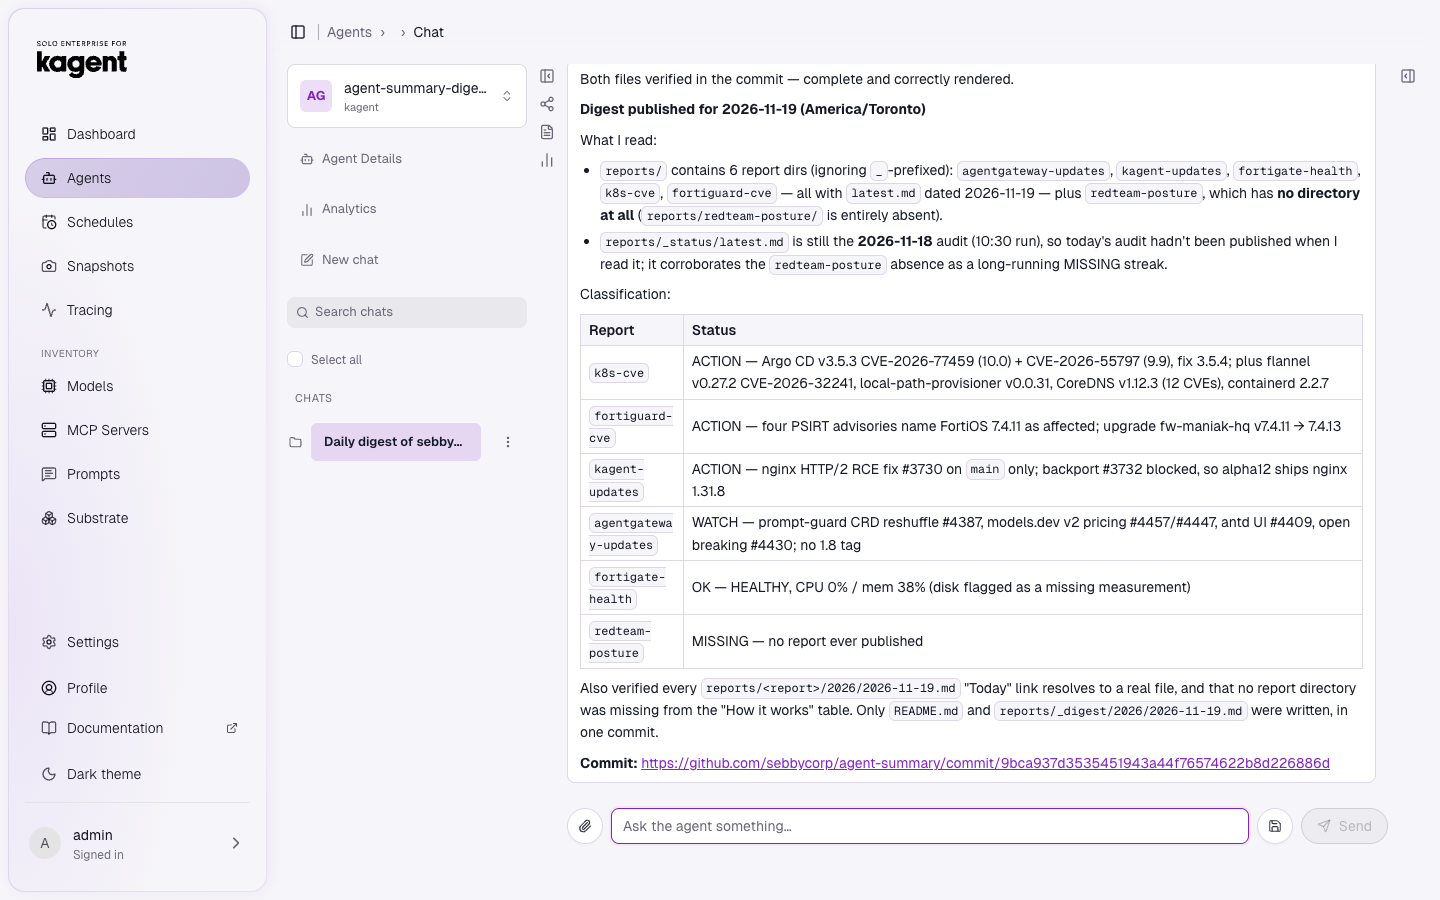 SOLO ENTERPRISE FOR
kagent
Dashboard
Agents
Schedules
Snapshots
Tracing
INVENTORY
Models
MCP Servers
Prompts
Substrate
Settings
Profile
Documentation
Dark theme
A
admin
Signed in
Agents › › Chat
AG
agent-summary-dige...
kagent
Agent Details
Analytics
New chat
Search chats
Select all
CHATS
Daily digest of sebby...
Both files verified in the commit — complete and correctly rendered.
Digest published for 2026-11-19 (America/Toronto)
What I read:
• reports/ contains 6 report dirs (ignoring _-prefixed): agentgateway-updates, kagent-updates, fortigate-health,
k8s-cve, fortiguard-cve — all with latest.md dated 2026-11-19 — plus redteam-posture, which has no directory
at all (reports/redteam-posture/ is entirely absent).
• reports/_status/latest.md is still the 2026-11-18 audit (10:30 run), so today's audit hadn't been published when I
read it; it corroborates the redteam-posture absence as a long-running MISSING streak.
Classification:
Report Status
k8s-cve
ACTION — Argo CD v3.5.3 CVE-2026-77459 (10.0) + CVE-2026-55797 (9.9), fix 3.5.4; plus flannel
v0.27.2 CVE-2026-32241, local-path-provisioner v0.0.31, CoreDNS v1.12.3 (12 CVEs), containerd 2.2.7
fortiguard-
cve
ACTION — four PSIRT advisories name FortiOS 7.4.11 as affected; upgrade fw-maniak-hq v7.4.11 → 7.4.13
kagent-
updates
ACTION — nginx HTTP/2 RCE fix #3730 on main only; backport #3732 blocked, so alpha12 ships nginx
1.31.8
agentgatewa
y-updates
WATCH — prompt-guard CRD reshuffle #4387, models.dev v2 pricing #4457/#4447, antd UI #4409, open
breaking #4430; no 1.8 tag
fortigate-
health
OK — HEALTHY, CPU 0% / mem 38% (disk flagged as a missing measurement)
redteam-
posture
MISSING — no report ever published
Also verified every reports/<report>/2026/2026-11-19.md "Today" link resolves to a real file, and that no report directory
was missing from the "How it works" table. Only README.md and reports/_digest/2026/2026-11-19.md were written, in
one commit.
Commit: https://github.com/sebbycorp/agent-summary/commit/9bca937d3535451943a44f76574622b8d226886d
Ask the agent something...
Send